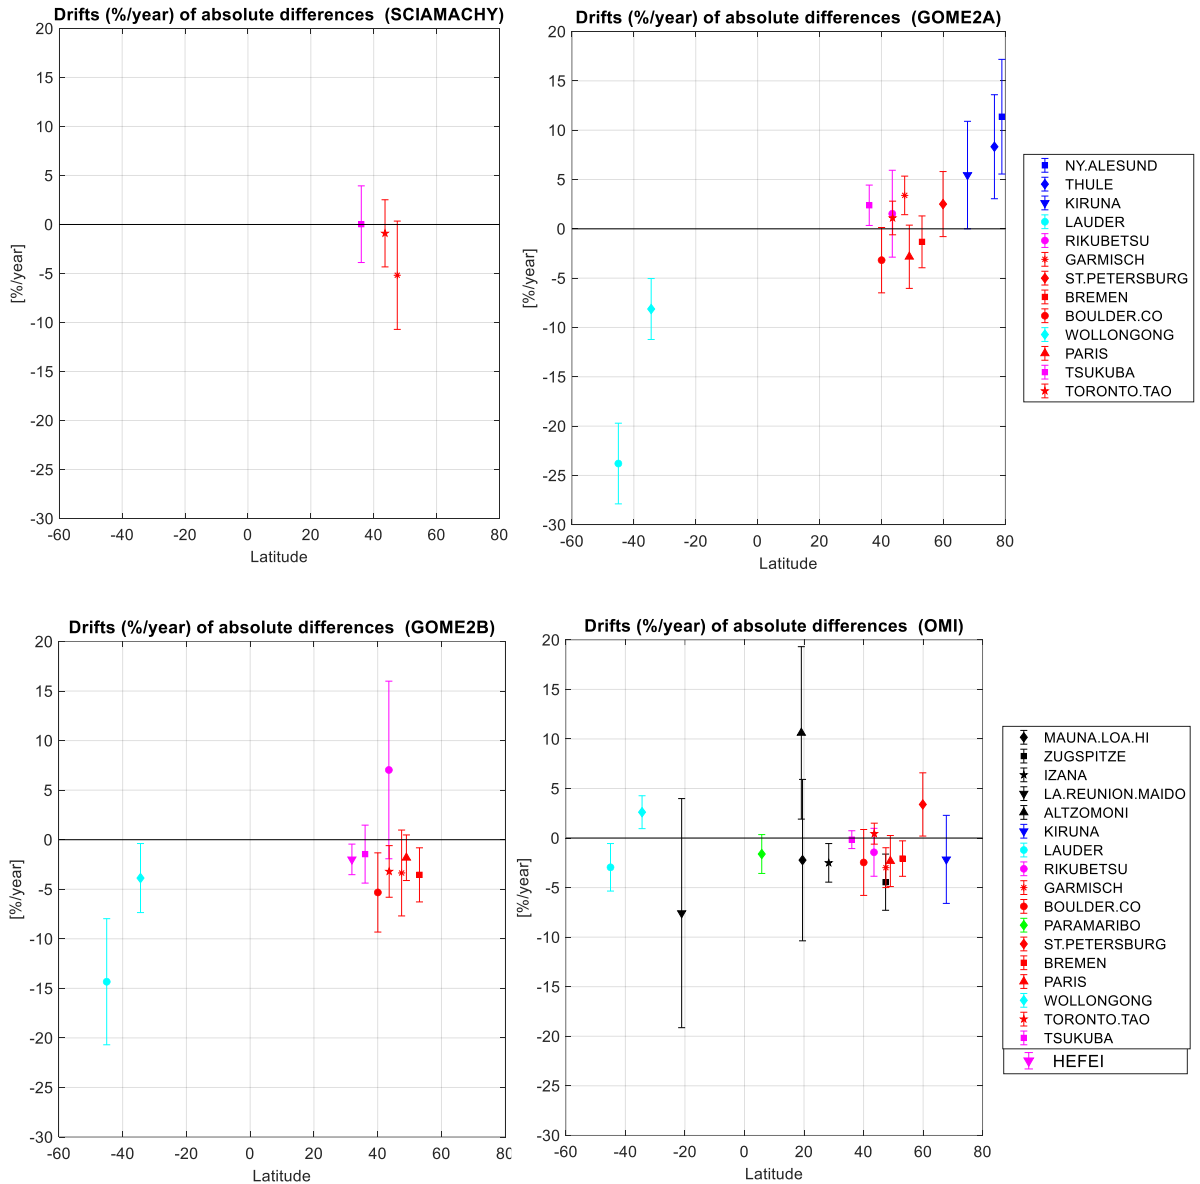 Drifts (%/year) of absolute differences (SCIAMACHY)
20
15
10
5
0
-5
-10
-15
-20
-25
-30
[%/year]
-60 -40 -20 0 20 40 60 80
Latitude
Drifts (%/year) of absolute differences (GOME2A)
20
15
10
5
0
-5
-10
-15
-20
-25
-30
[%/year]
-60 -40 -20 0 20 40 60 80
Latitude
NY.ALESUND
THULE
KIRUNA
LAUDER
RIKUBETSU
GARMISCH
ST.PETERSBURG
BREMEN
BOULDER.CO
WOLLONGONG
PARIS
TSUKUBA
TORONTO.TAO
Drifts (%/year) of absolute differences (GOME2B)
20
15
10
5
0
-5
-10
-15
-20
-25
-30
[%/year]
-60 -40 -20 0 20 40 60 80
Latitude
Drifts (%/year) of absolute differences (OMI)
20
15
10
5
0
-5
-10
-15
-20
-25
-30
[%/year]
-60 -40 -20 0 20 40 60 80
Latitude
MAUNA.LOA.HI
ZUGSPITZE
IZANA
LA.REUNION.MAIDO
ALTZOMONI
KIRUNA
LAUDER
RIKUBETSU
GARMISCH
BOULDER.CO
PARAMARIBO
ST.PETERSBURG
BREMEN
PARIS
WOLLONGONG
TORONTO.TAO
TSUKUBA
HEFEI